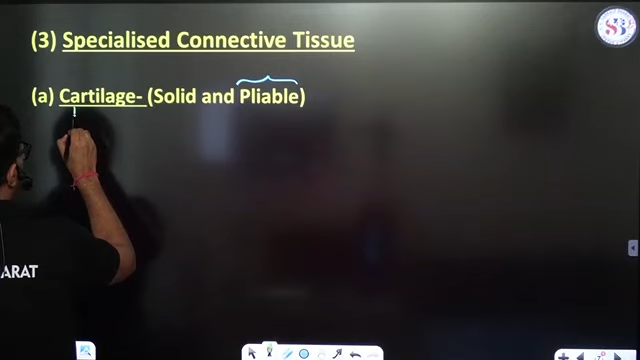 (3) Specialised Connective Tissue
(a) Cartilage- (Solid and Pliable)
ARAT